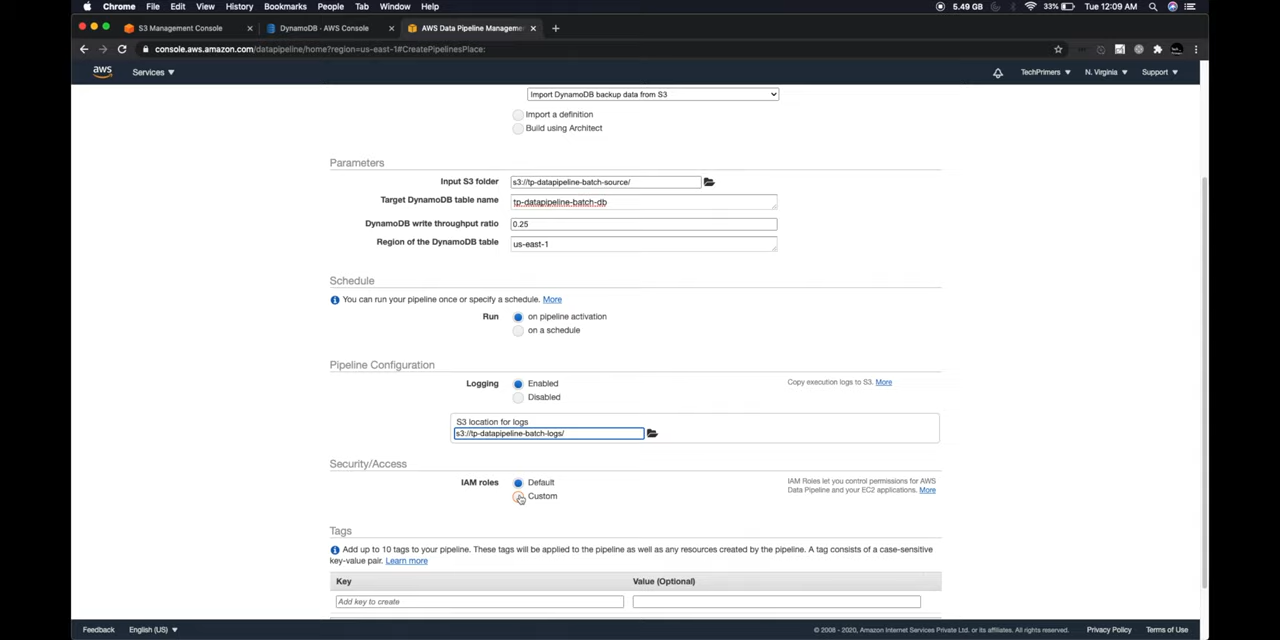 Chrome File Edit View History Bookmarks People Tab Window Help 5.49 GB 33% Tue 12:09 AM
S3 Management Console DynamoDB - AWS Console AWS Data Pipeline Manageme
console.aws.amazon.com/datapipeline/home?region=us-east-1#CreatePipelinesPlace:
aws Services TechPrimers N. Virginia Support
Import DynamoDB backup data from S3
Import a definition
Build using Architect
Parameters
Input S3 folder s3://tp-datapipeline-batch-source/
Target DynamoDB table name tp-datapipeline-batch-db
DynamoDB write throughput ratio 0.25
Region of the DynamoDB table us-east-1
Schedule
You can run your pipeline once or specify a schedule. More
Run on pipeline activation
on a schedule
Pipeline Configuration
Logging Enabled Copy execution logs to S3. More
Disabled
S3 location for logs
s3://tp-datapipeline-batch-logs/
Security/Access
IAM roles Default IAM Roles let you control permissions for AWS
Data Pipeline and your EC2 applications. More
Custom
Tags
Add up to 10 tags to your pipeline. These tags will be applied to the pipeline as well as any resources created by the pipeline. A tag consists of a case-sensitive
key-value pair. Learn more
Key Value (Optional)
Add key to create
Feedback English (US) © 2008 - 2020, Amazon Internet Services Private Ltd. or its affiliates. All rights reserved. Privacy Policy Terms of Use